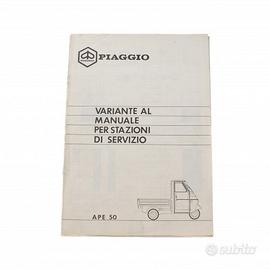 PIAGGIO
VARIANTE AL
MANUALE
PER STAZIONI
DI SERVIZIO
APE 50
subito